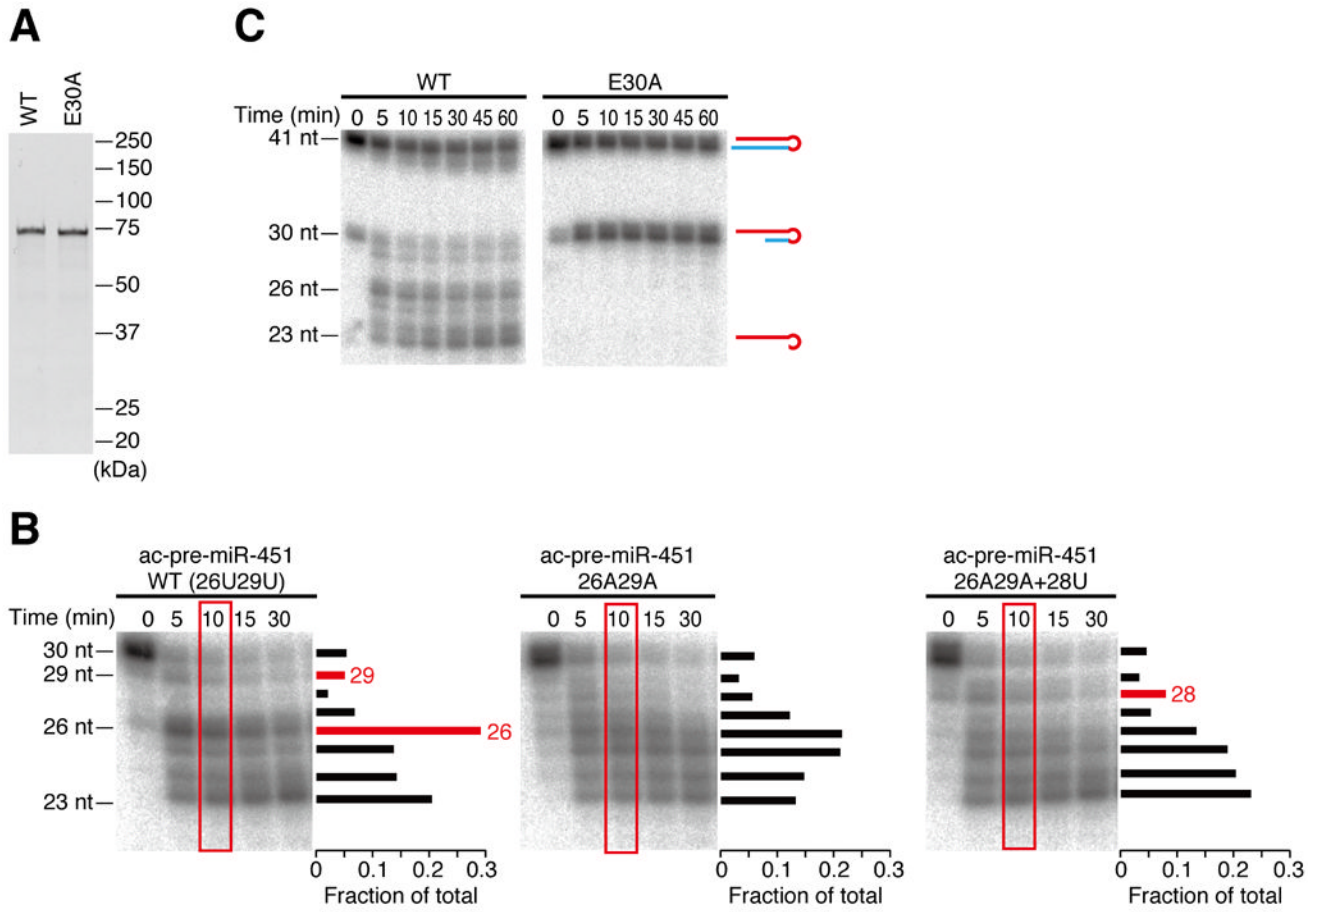 A
WT
E30A
250
150
100
75
50
37
25
20
(kDa)
C
WT
E30A
Time (min) 0 5 10 15 30 45 60
0 5 10 15 30 45 60
41 nt
30 nt
26 nt
23 nt
B
ac-pre-miR-451
WT (26U29U)
ac-pre-miR-451
26A29A
ac-pre-miR-451
26A29A+28U
Time (min) 0 5 10 15 30
0 5 10 15 30
0 5 10 15 30
30 nt
29 nt
29
28
26 nt
26
23 nt
0 0.1 0.2 0.3
0 0.1 0.2 0.3
0 0.1 0.2 0.3
Fraction of total
Fraction of total
Fraction of total